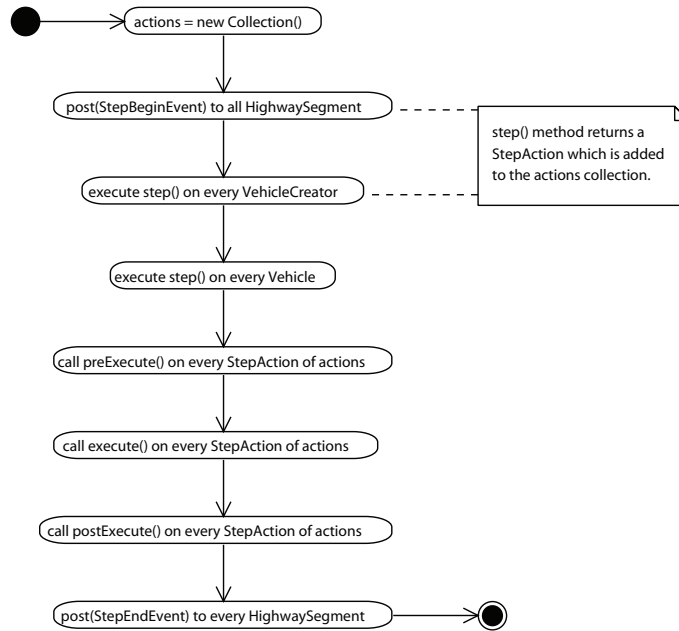 actions = new Collection()
post(StepBeginEvent) to all HighwaySegment
step() method returns a
StepAction which is added
to the actions collection.
execute step() on every VehicleCreator
execute step() on every Vehicle
call preExecute() on every StepAction of actions
call execute() on every StepAction of actions
call postExecute() on every StepAction of actions
post(StepEndEvent) to every HighwaySegment